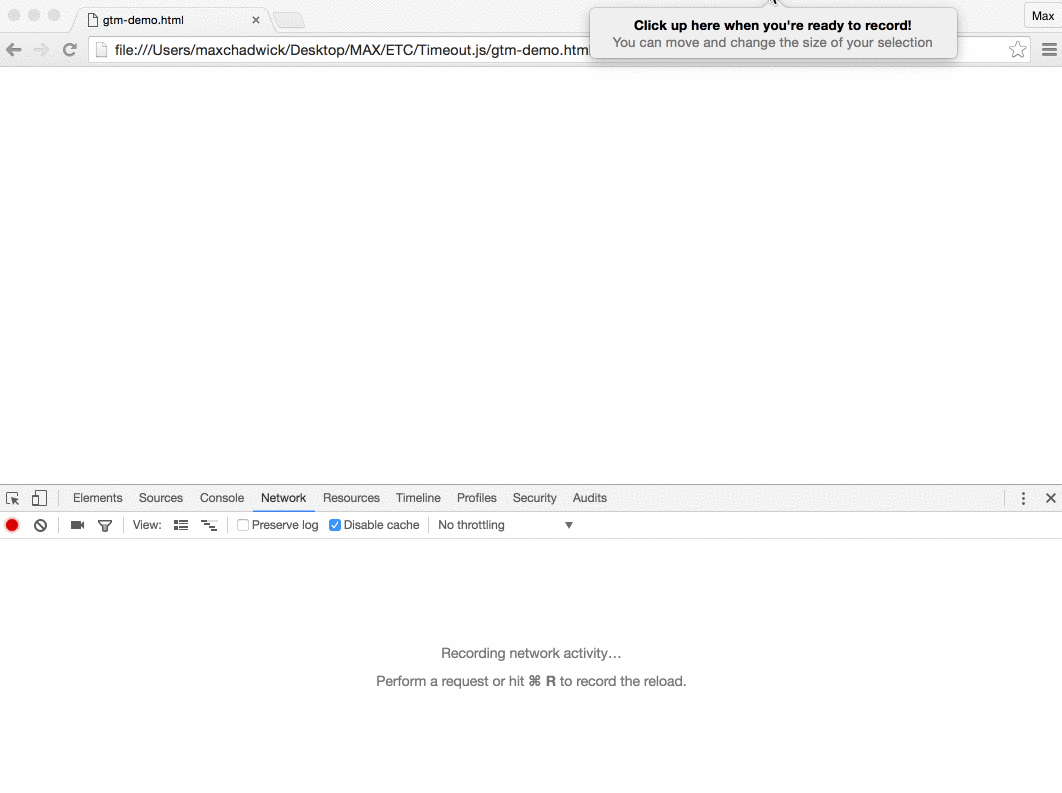 gtm-demo.html
Max
Click up here when you're ready to record!
You can move and change the size of your selection
file:///Users/maxchadwick/Desktop/MAX/ETC/Timeout.js/gtm-demo.html
Elements Sources Console Network Resources Timeline Profiles Security Audits
View: Preserve log Disable cache No throttling
Recording network activity…
Perform a request or hit ⌘ R to record the reload.